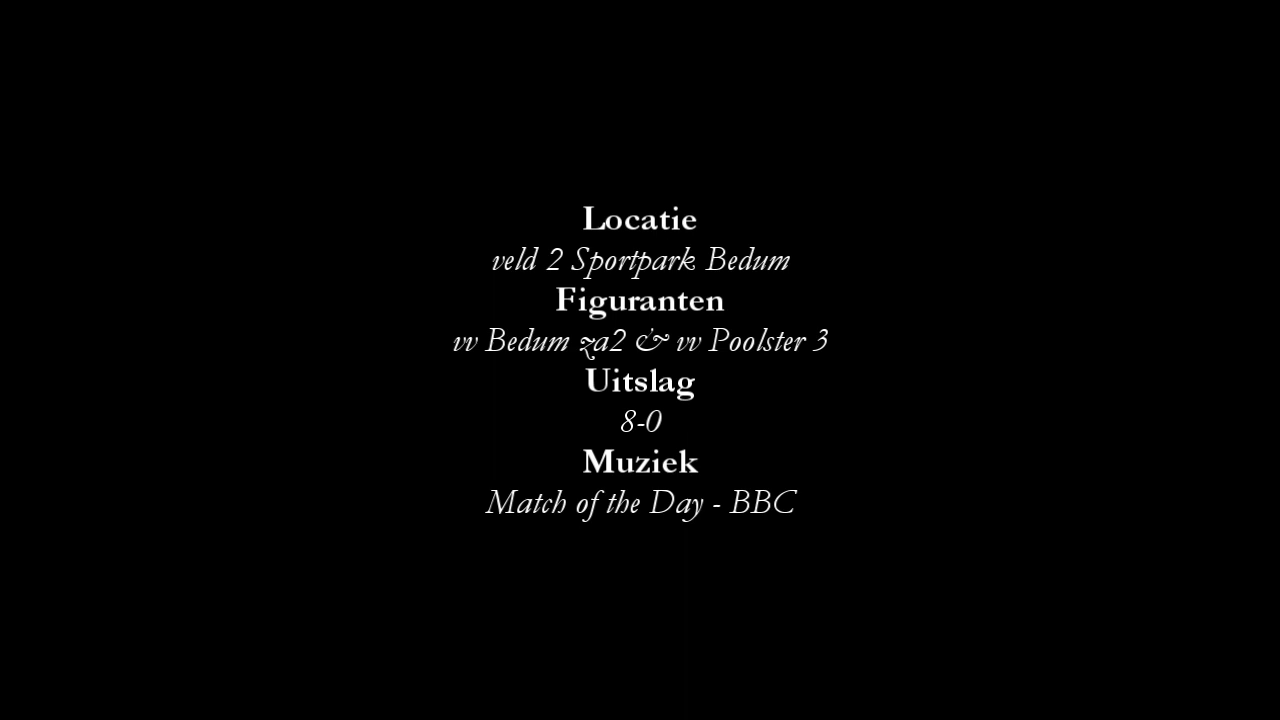 Locatie
veld 2 Sportpark Bedum
Figuranten
vv Bedum za2 & vv Poolster 3
Uitslag
8-0
Muziek
Match of the Day - BBC